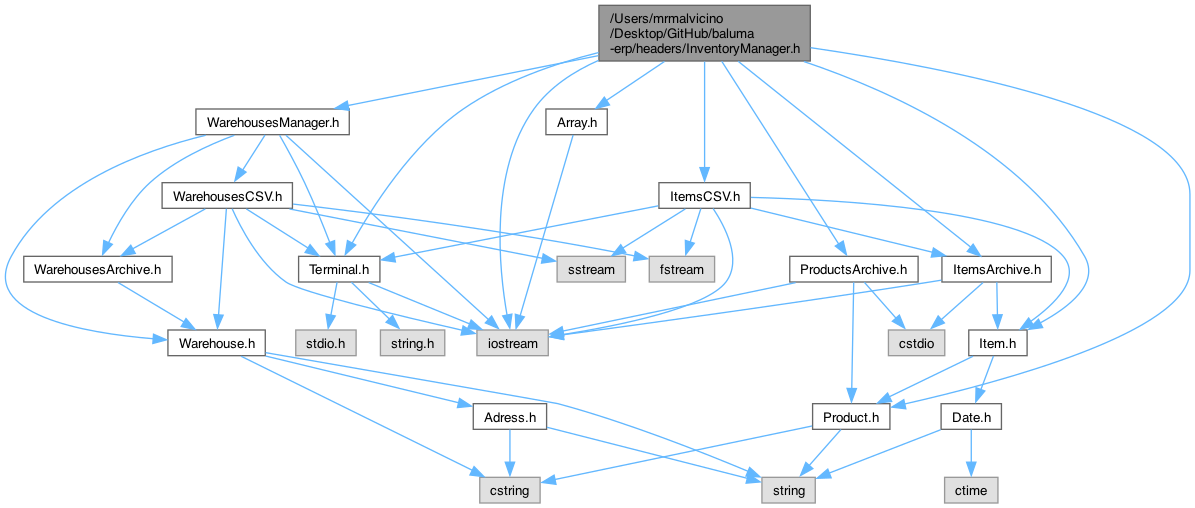 /Users/mrmalvicino
/Desktop/GitHub/baluma
-erp/headers/InventoryManager.h
WarehousesManager.h
Array.h
WarehousesCSV.h
ItemsCSV.h
WarehousesArchive.h
Terminal.h
sstream
fstream
ProductsArchive.h
ItemsArchive.h
Warehouse.h
stdio.h
string.h
iostream
cstdio
Item.h
Adress.h
Product.h
Date.h
cstring
string
ctime